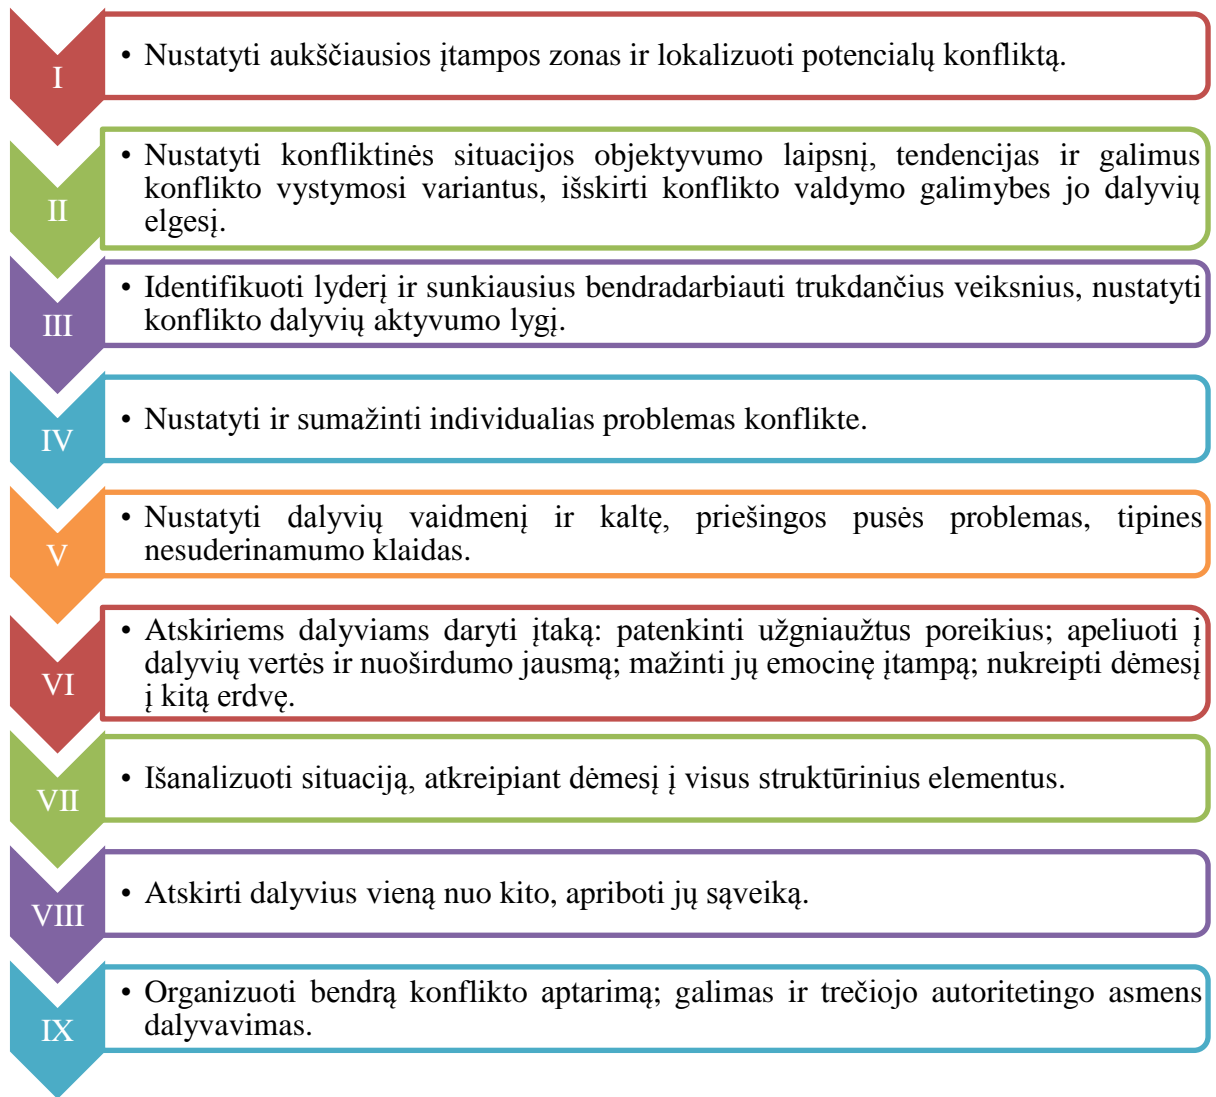 I
• Nustatyti aukščiausios įtampos zonas ir lokalizuoti potencialų konfliktą.
II
• Nustatyti konfliktinės situacijos objektyvumo laipsnį, tendencijas ir galimus
konflikto vystymosi variantus, išskirti konflikto valdymo galimybes jo dalyvių
elgesį.
III
• Identifikuoti lyderį ir sunkiausius bendradarbiauti trukdančius veiksnius, nustatyti
konflikto dalyvių aktyvumo lygį.
IV
• Nustatyti ir sumažinti individualias problemas konflikte.
V
• Nustatyti dalyvių vaidmenį ir kaltę, priešingos pusės problemas, tipines
nesuderinamumo klaidas.
VI
• Atskiriems dalyviams daryti įtaką: patenkinti užgniaužtus poreikius; apeliuoti į
dalyvių vertės ir nuoširdumo jausmą; mažinti jų emocinę įtampą; nukreipti dėmesį
į kitą erdvę.
VII
• Išanalizuoti situaciją, atkreipiant dėmesį į visus struktūrinius elementus.
VIII
• Atskirti dalyvius vieną nuo kito, apriboti jų sąveiką.
IX
• Organizuoti bendrą konflikto aptarimą; galimas ir trečiojo autoritetingo asmens
dalyvavimas.